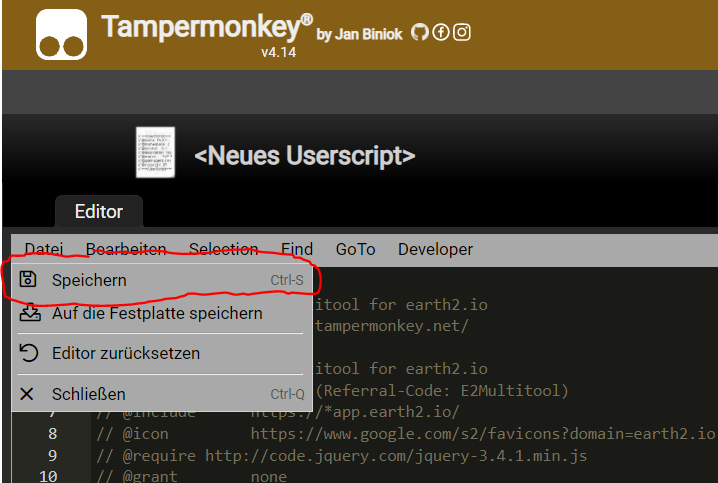 Tampermonkey® by Jan Biniok
v4.14
<Neues Userscript>
Editor
Datei Bearbeiten Selection Find GoTo Developer
Speichern Ctrl-S
Auf die Festplatte speichern
Editor zurücksetzen
Schließen Ctrl-Q
itool for earth2.io
tampermonkey.net/
itool for earth2.io
(Referral-Code: E2Multitool)
7 // @include https://*app.earth2.io/
8 // @icon https://www.google.com/s2/favicons?domain=earth2.io
9 // @require http://code.jquery.com/jquery-3.4.1.min.js
10 // @grant none